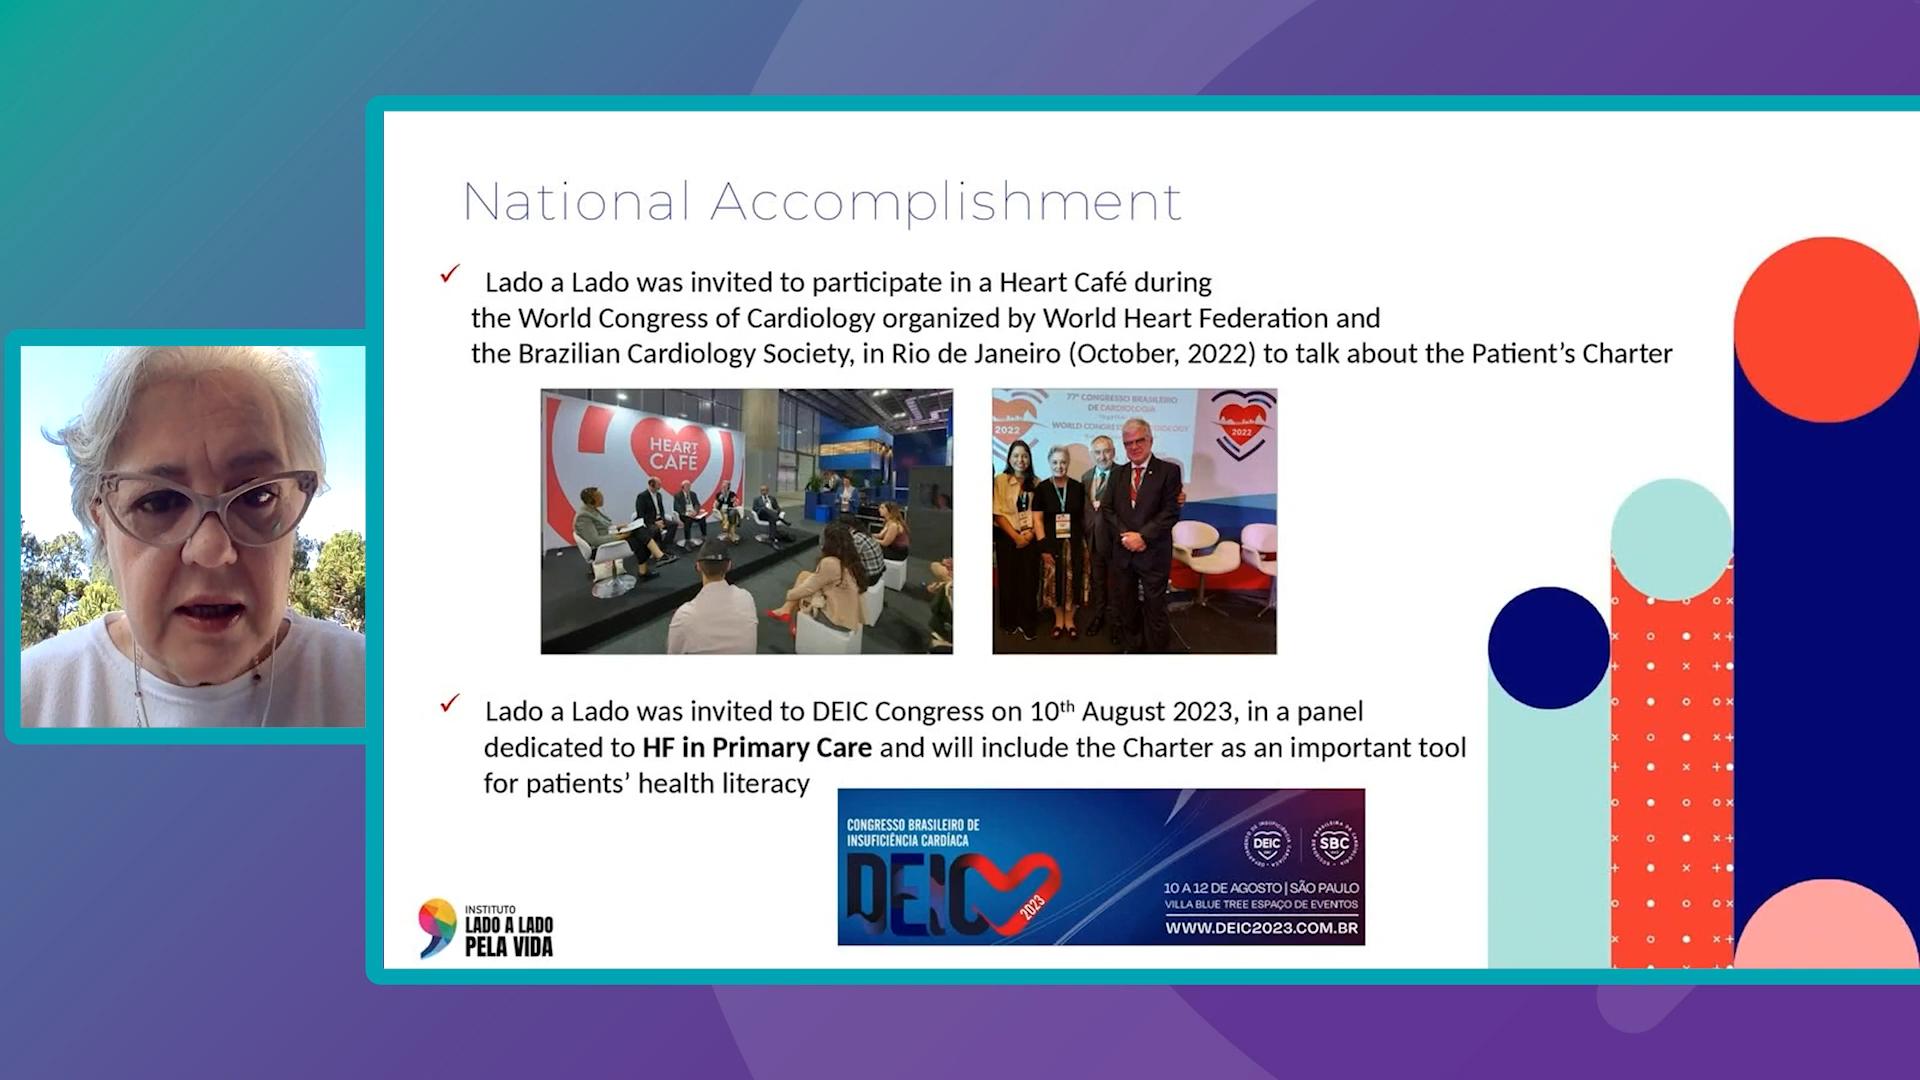 National Accomplishment
Lado a Lado was invited to participate in a Heart Café during
the World Congress of Cardiology organized by World Heart Federation and
the Brazilian Cardiology Society, in Rio de Janeiro (October, 2022) to talk about the Patient’s Charter
HEART
CAFÉ
77º CONGRESSO BRASILEIRO
DE CARDIOLOGIA
WORLD CONGRESS
2022
2022
Lado a Lado was invited to DEIC Congress on 10th August 2023, in a panel
dedicated to HF in Primary Care and will include the Charter as an important tool
for patients’ health literacy
CONGRESSO BRASILEIRO DE
INSUFICIÊNCIA CARDÍACA
DEIC
2023
DEIC
SBC
10 A 12 DE AGOSTO | SÃO PAULO
VILLA BLUE TREE ESPAÇO DE EVENTOS
WWW.DEIC2023.COM.BR
INSTITUTO
LADO A LADO
PELA VIDA